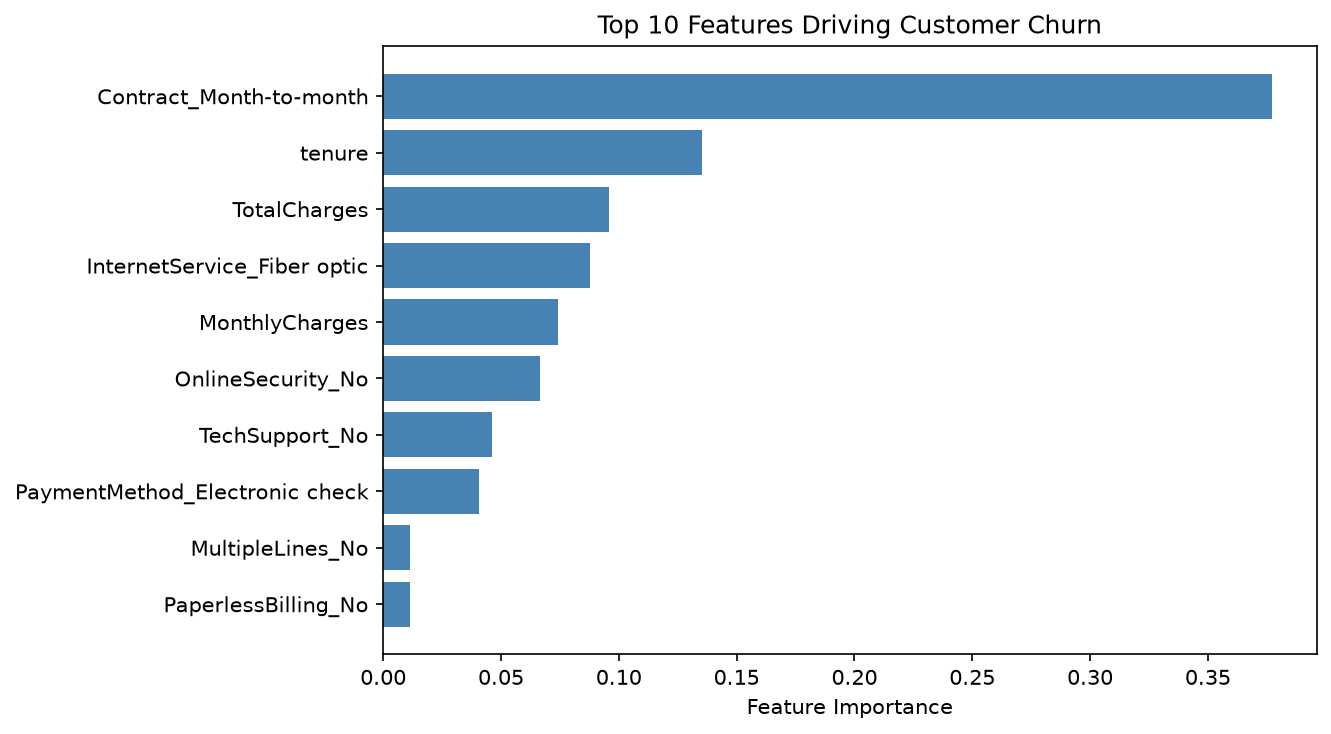 Top 10 Features Driving Customer Churn
Contract_Month-to-month
tenure
TotalCharges
InternetService_Fiber optic
MonthlyCharges
OnlineSecurity_No
TechSupport_No
PaymentMethod_Electronic check
MultipleLines_No
PaperlessBilling_No
0.00 0.05 0.10 0.15 0.20 0.25 0.30 0.35
Feature Importance